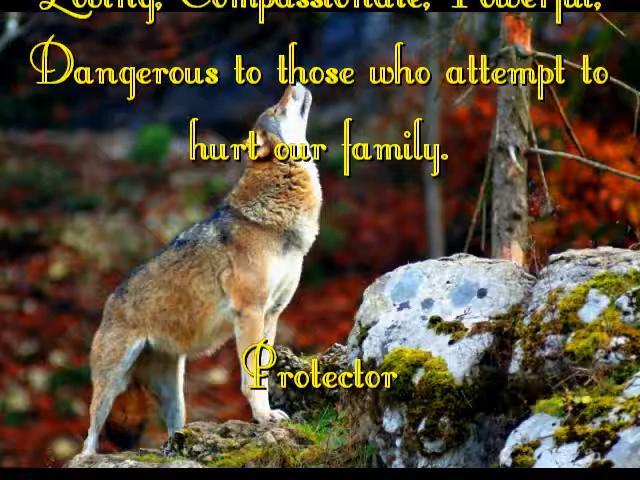 Loving, Compassionate, Powerful,
Dangerous to those who attempt to
hurt our family.
Protector